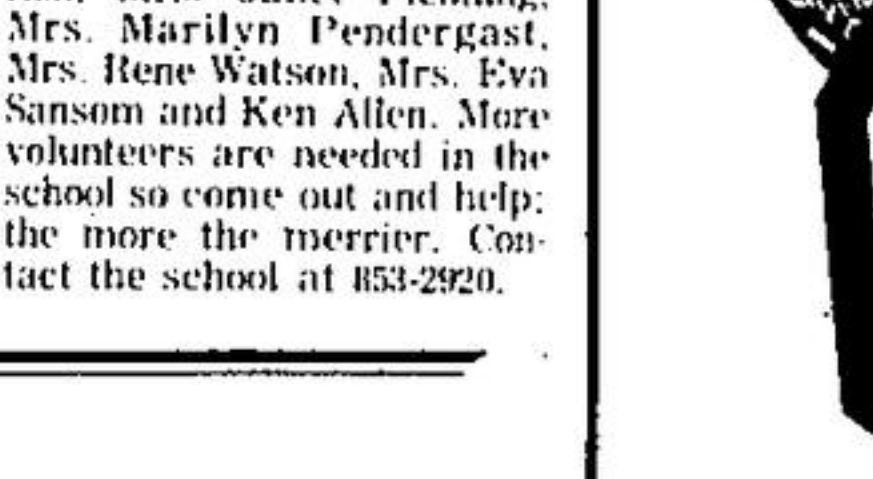 Mrs. Marilyn Pendergast,
Mrs. Rene Watson, Mrs. Eva
Sansom and Ken Allen. More
volunteers are needed in the
school so come out and help;
the more the merrier. Con-
tact the school at 853-2920.